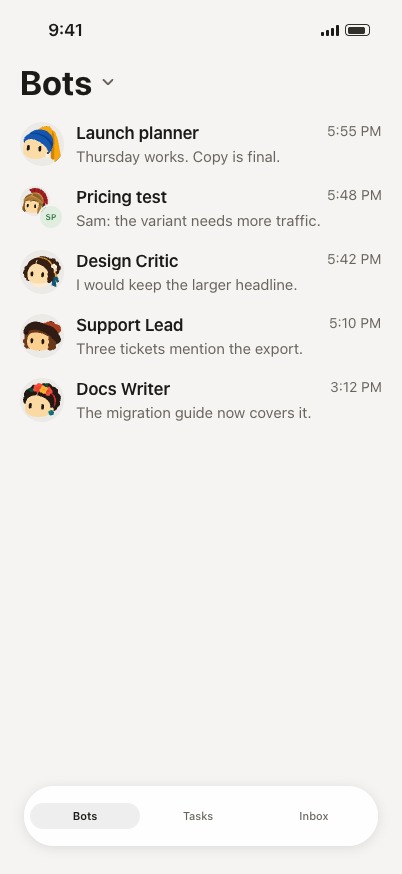 9:41
Bots
Launch planner
5:55 PM
Thursday works. Copy is final.
Pricing test
5:48 PM
SP
Sam: the variant needs more traffic.
Design Critic
5:42 PM
I would keep the larger headline.
Support Lead
5:10 PM
Three tickets mention the export.
Docs Writer
3:12 PM
The migration guide now covers it.
Bots
Tasks
Inbox